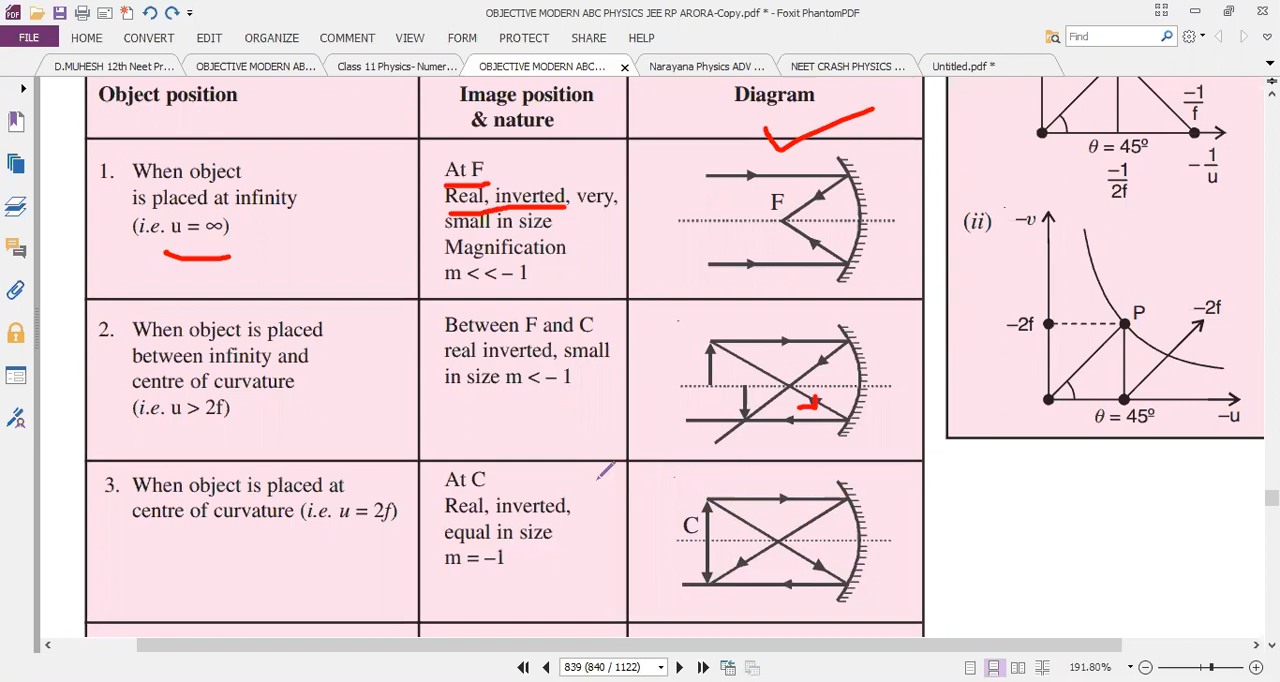 OBJECTIVE MODERN ABC PHYSICS JEE RP ARORA-Copy.pdf * - Foxit PhantomPDF
FILE HOME CONVERT EDIT ORGANIZE COMMENT VIEW FORM PROTECT SHARE HELP
Find
D.MUHESH 12th Neet Pr... OBJECTIVE MODERN AB... Class 11 Physics- Numer... OBJECTIVE MODERN ABC... Narayana Physics ADV ... NEET CRASH PHYSICS ... Untitled.pdf *
Object position
Image position
& nature
Diagram
1. When object
is placed at infinity
(i.e. u = ∞)
At F
Real, inverted, very,
small in size
Magnification
m < < – 1
F
2. When object is placed
between infinity and
centre of curvature
(i.e. u > 2f)
Between F and C
real inverted, small
in size m < – 1
3. When object is placed at
centre of curvature (i.e. u = 2f)
At C
Real, inverted,
equal in size
m = –1
C
–1/f
θ = 45º
–1/2f
–1/u
(ii) –v
P
–2f
–2f
θ = 45º
–u
839 (840 / 1122)
191.80%